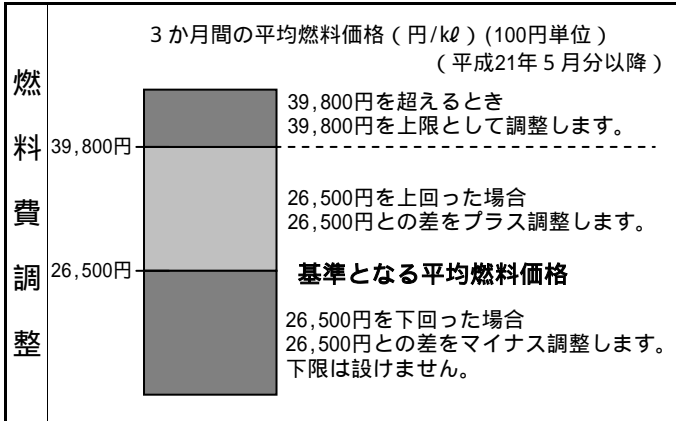 燃料費調整
3か月間の平均燃料価格(円/kℓ)(100円単位)
(平成21年5月分以降)
39,800円を超えるとき
39,800円を上限として調整します。
39,800円
26,500円を上回った場合
26,500円との差をプラス調整します。
26,500円
基準となる平均燃料価格
26,500円を下回った場合
26,500円との差をマイナス調整します。
下限は設けません。